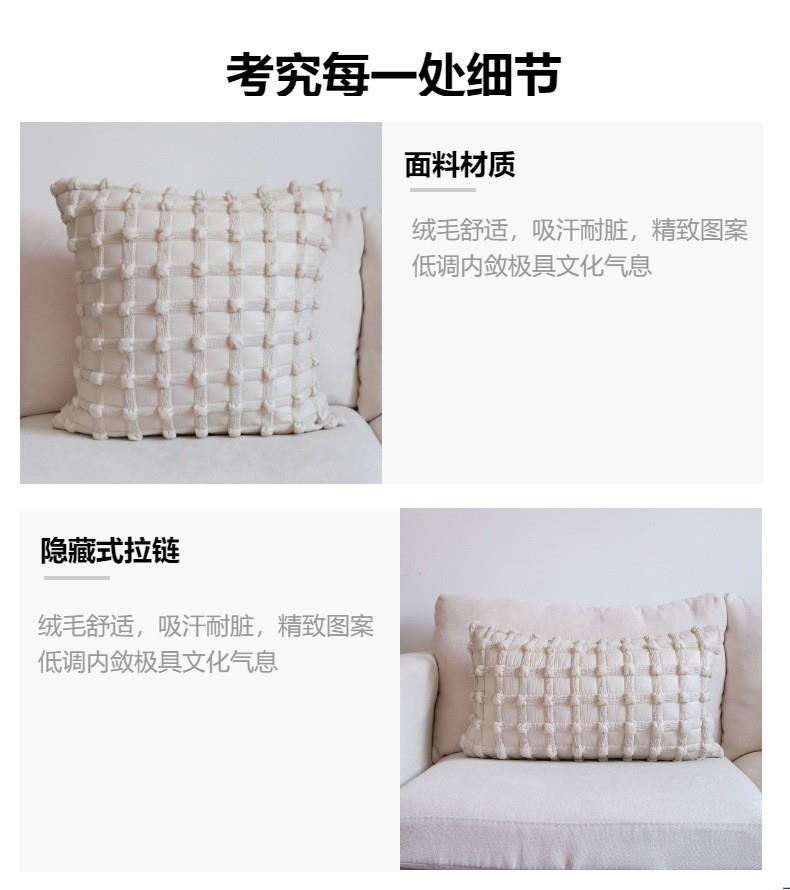 考究每一处细节
面料材质
绒毛舒适，吸汗耐脏，精致图案
低调内敛极具文化气息
隐藏式拉链
绒毛舒适，吸汗耐脏，精致图案
低调内敛极具文化气息